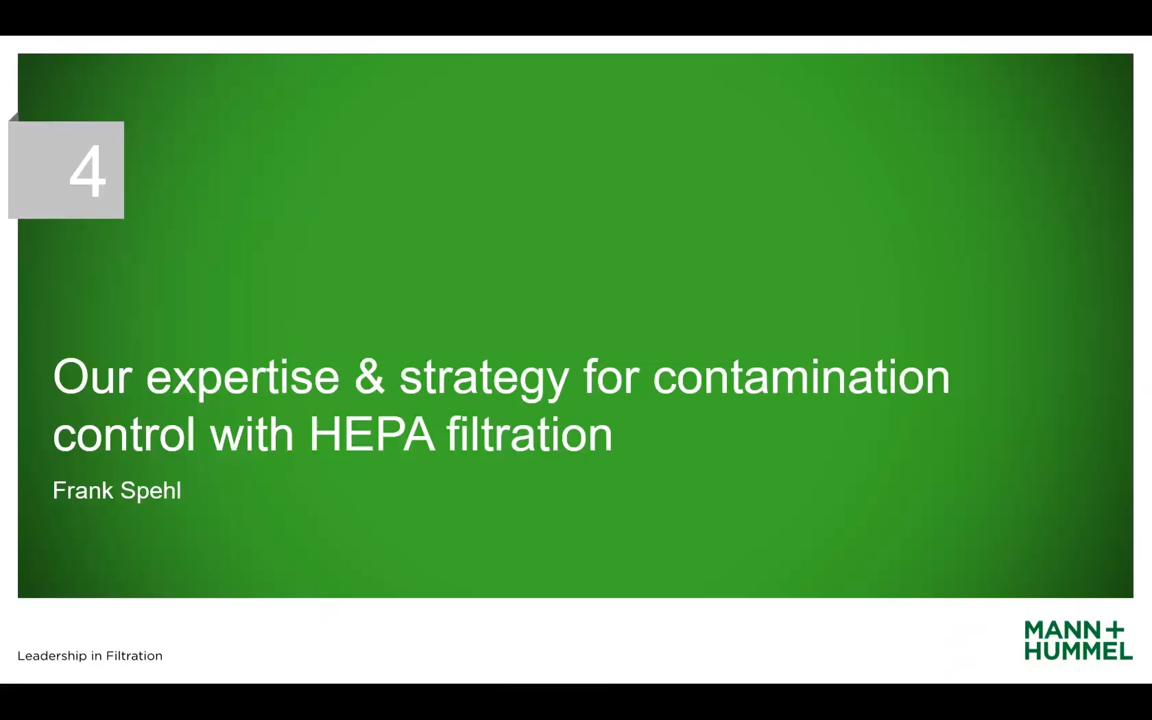 4
Our expertise & strategy for contamination
control with HEPA filtration
Frank Spehl
Leadership in Filtration
MANN+
HUMMEL